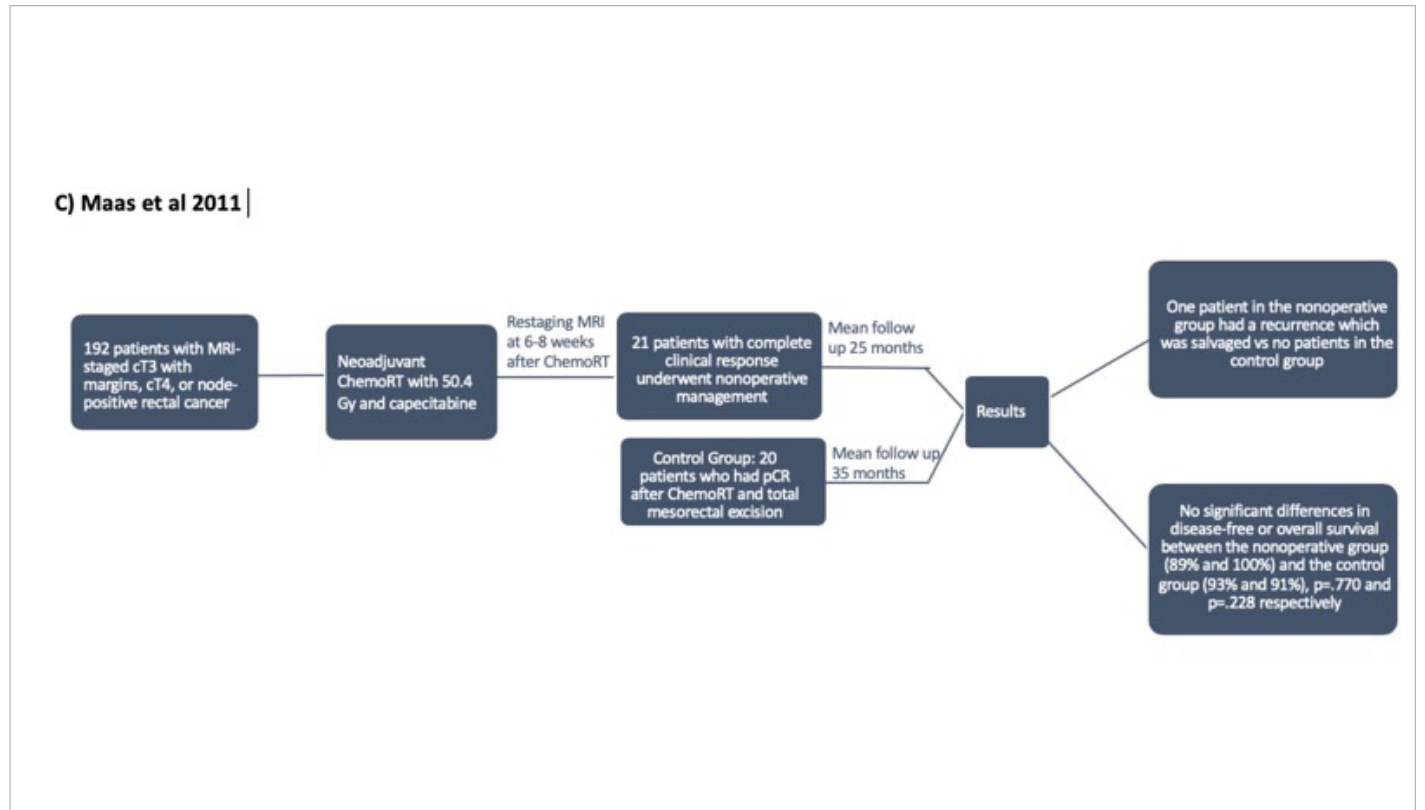 C) Maas et al 2011
192 patients with MRI-
staged cT3 with
margins, cT4, or node-
positive rectal cancer
Neoadjuvant
ChemoRT with 50.4
Gy and capecitabine
Restaging MRI
at 6-8 weeks
after ChemoRT
21 patients with complete
clinical response
underwent nonoperative
management
Mean follow
up 25 months
Control Group: 20
patients who had pCR
after ChemoRT and total
mesorectal excision
Mean follow up
35 months
Results
One patient in the nonoperative
group had a recurrence which
was salvaged vs no patients in the
control group
No significant differences in
disease-free or overall survival
between the nonoperative group
(89% and 100%) and the control
group (93% and 91%), p=.770 and
p=.228 respectively